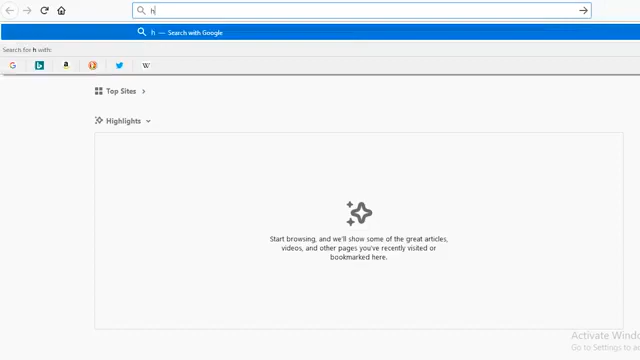 h
h — Search with Google
Search for h with:
G
W
Top Sites
Highlights
Start browsing, and we'll show some of the great articles,
videos, and other pages you've recently visited or
bookmarked here.
Activate Windo
Go to Settings to a